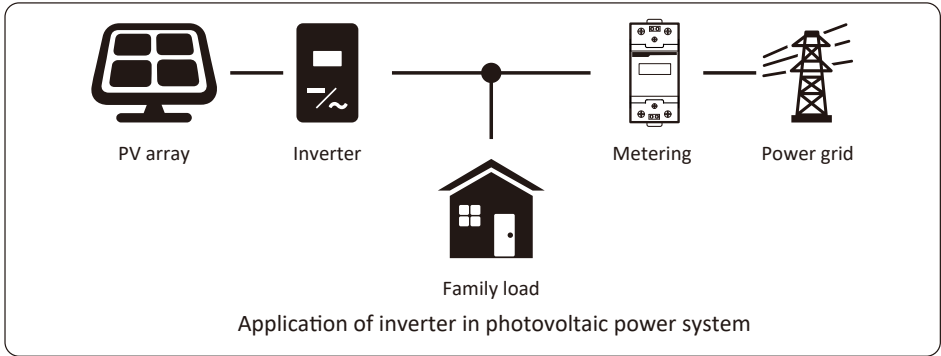 PV array
Inverter
Metering
Power grid
Family load
Application of inverter in photovoltaic power system